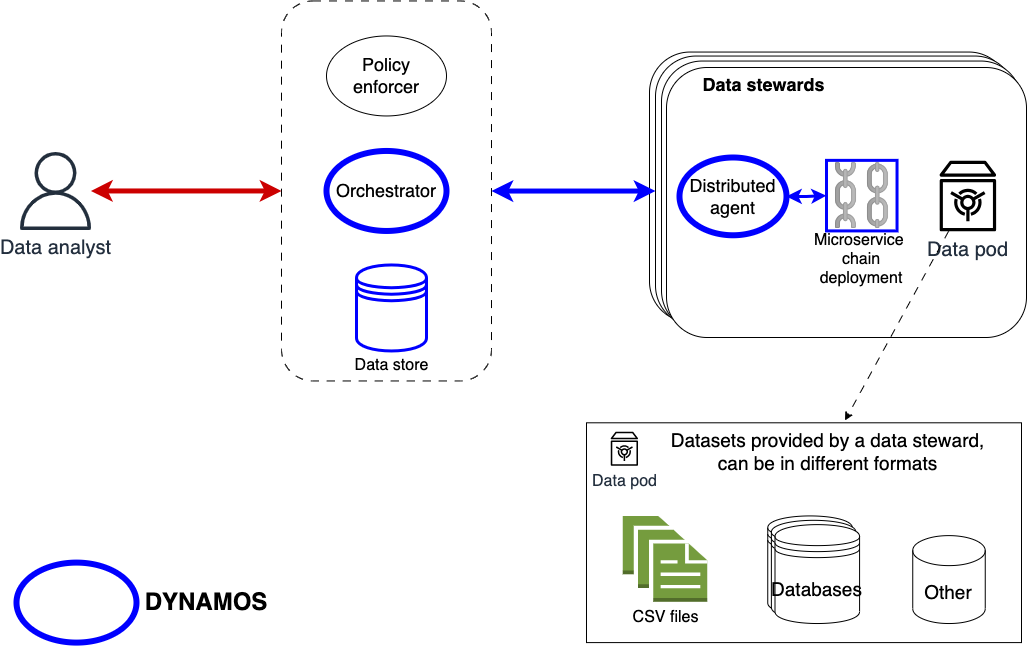 Policy
enforcer
Data stewards
Orchestrator
Distributed
agent
Data analyst
Microservice
chain
deployment
Data pod
Data store
Datasets provided by a data steward,
can be in different formats
Data pod
Databases
Other
CSV files
DYNAMOS